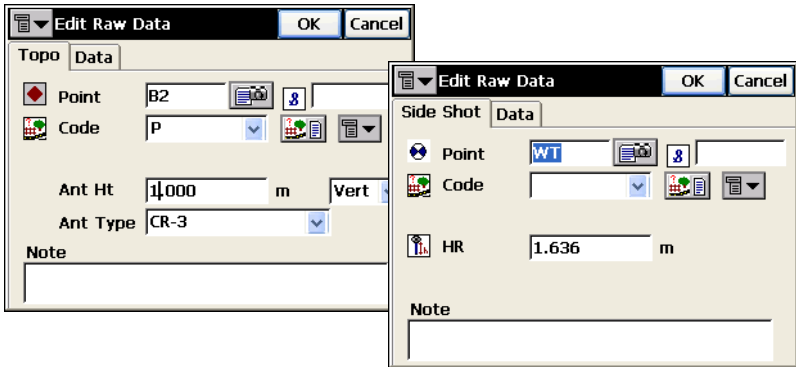 Edit Raw Data OK Cancel
Topo Data
Point B2
Code P
Ant Ht 1.000 m Vert
Ant Type CR-3
Note
Edit Raw Data OK Cancel
Side Shot Data
Point WT
Code
HR 1.636 m
Note